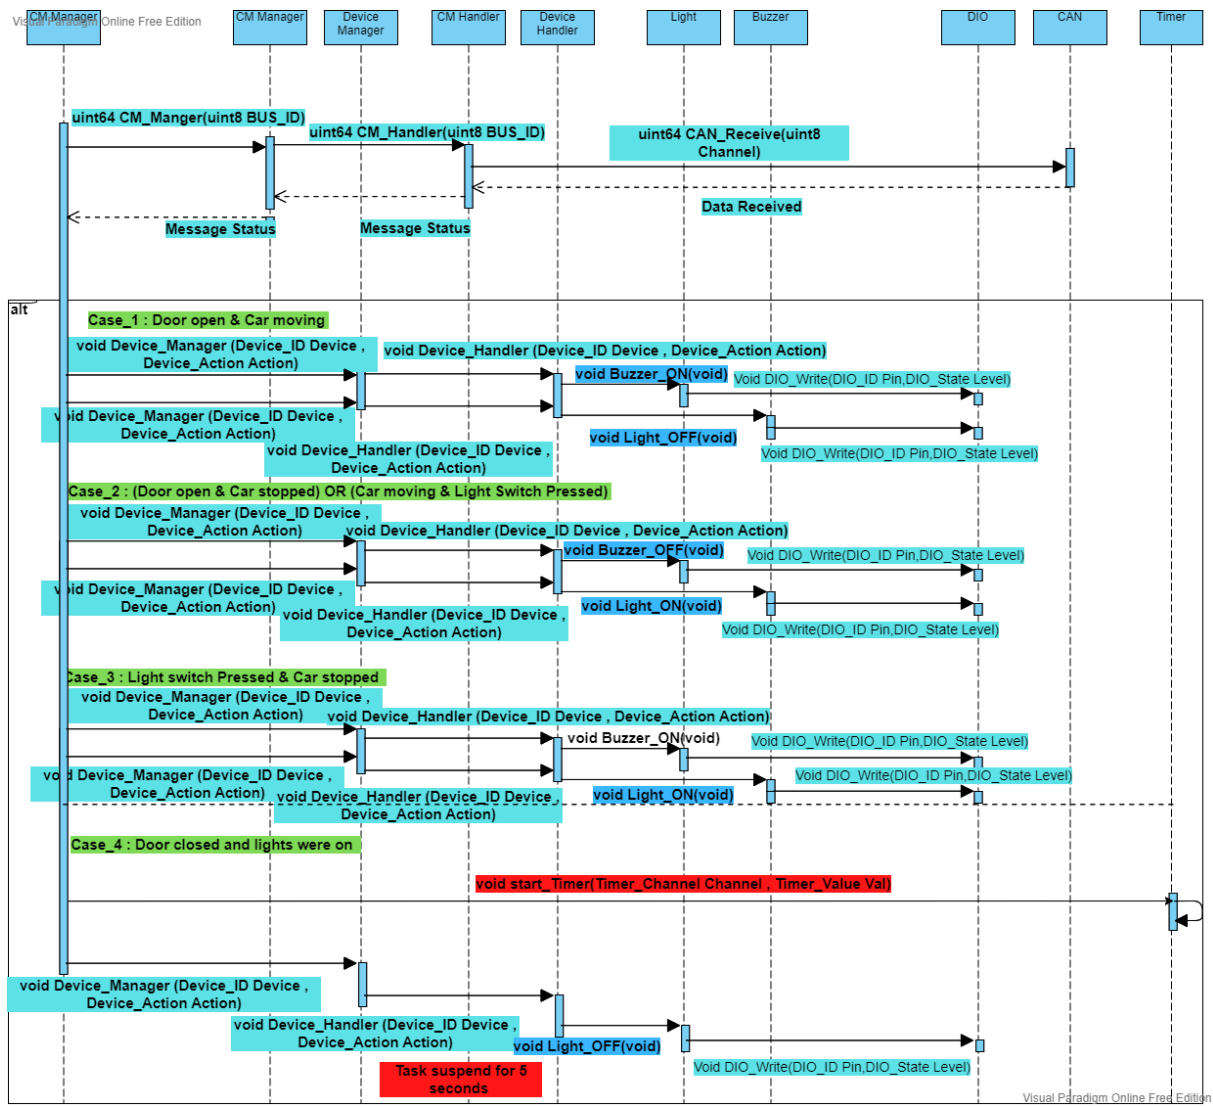 Visual Paradigm Online Free Edition
CM Manager
CM Manager
Device
Manager
CM Handler
Device
Handler
Light
Buzzer
DIO
CAN
Timer
uint64 CM_Manger(uint8 BUS_ID)
uint64 CM_Handler(uint8 BUS_ID)
uint64 CAN_Receive(uint8
Channel)
Data Received
Message Status
Message Status
alt
Case_1 : Door open & Car moving
void Device_Manager (Device_ID Device ,
Device_Action Action)
void Device_Handler (Device_ID Device , Device_Action Action)
void Buzzer_ON(void)
Void DIO_Write(DIO_ID Pin,DIO_State Level)
void Device_Manager (Device_ID Device ,
Device_Action Action)
void Light_OFF(void)
void Device_Handler (Device_ID Device ,
Device_Action Action)
Void DIO_Write(DIO_ID Pin,DIO_State Level)
Case_2 : (Door open & Car stopped) OR (Car moving & Light Switch Pressed)
void Device_Manager (Device_ID Device ,
Device_Action Action)
void Device_Handler (Device_ID Device , Device_Action Action)
void Buzzer_OFF(void)
Void DIO_Write(DIO_ID Pin,DIO_State Level)
void Device_Manager (Device_ID Device ,
Device_Action Action)
void Light_ON(void)
void Device_Handler (Device_ID Device ,
Device_Action Action)
Void DIO_Write(DIO_ID Pin,DIO_State Level)
Case_3 : Light switch Pressed & Car stopped
void Device_Manager (Device_ID Device ,
Device_Action Action)
void Device_Handler (Device_ID Device , Device_Action Action)
void Buzzer_ON(void)
Void DIO_Write(DIO_ID Pin,DIO_State Level)
void Device_Manager (Device_ID Device ,
Device_Action Action)
Void DIO_Write(DIO_ID Pin,DIO_State Level)
void Light_ON(void)
void Device_Handler (Device_ID Device ,
Device_Action Action)
Case_4 : Door closed and lights were on
void start_Timer(Timer_Channel Channel , Timer_Value Val)
void Device_Manager (Device_ID Device ,
Device_Action Action)
void Device_Handler (Device_ID Device ,
Device_Action Action)
void Light_OFF(void)
Void DIO_Write(DIO_ID Pin,DIO_State Level)
Task suspend for 5
seconds
Visual Paradigm Online Free Edition